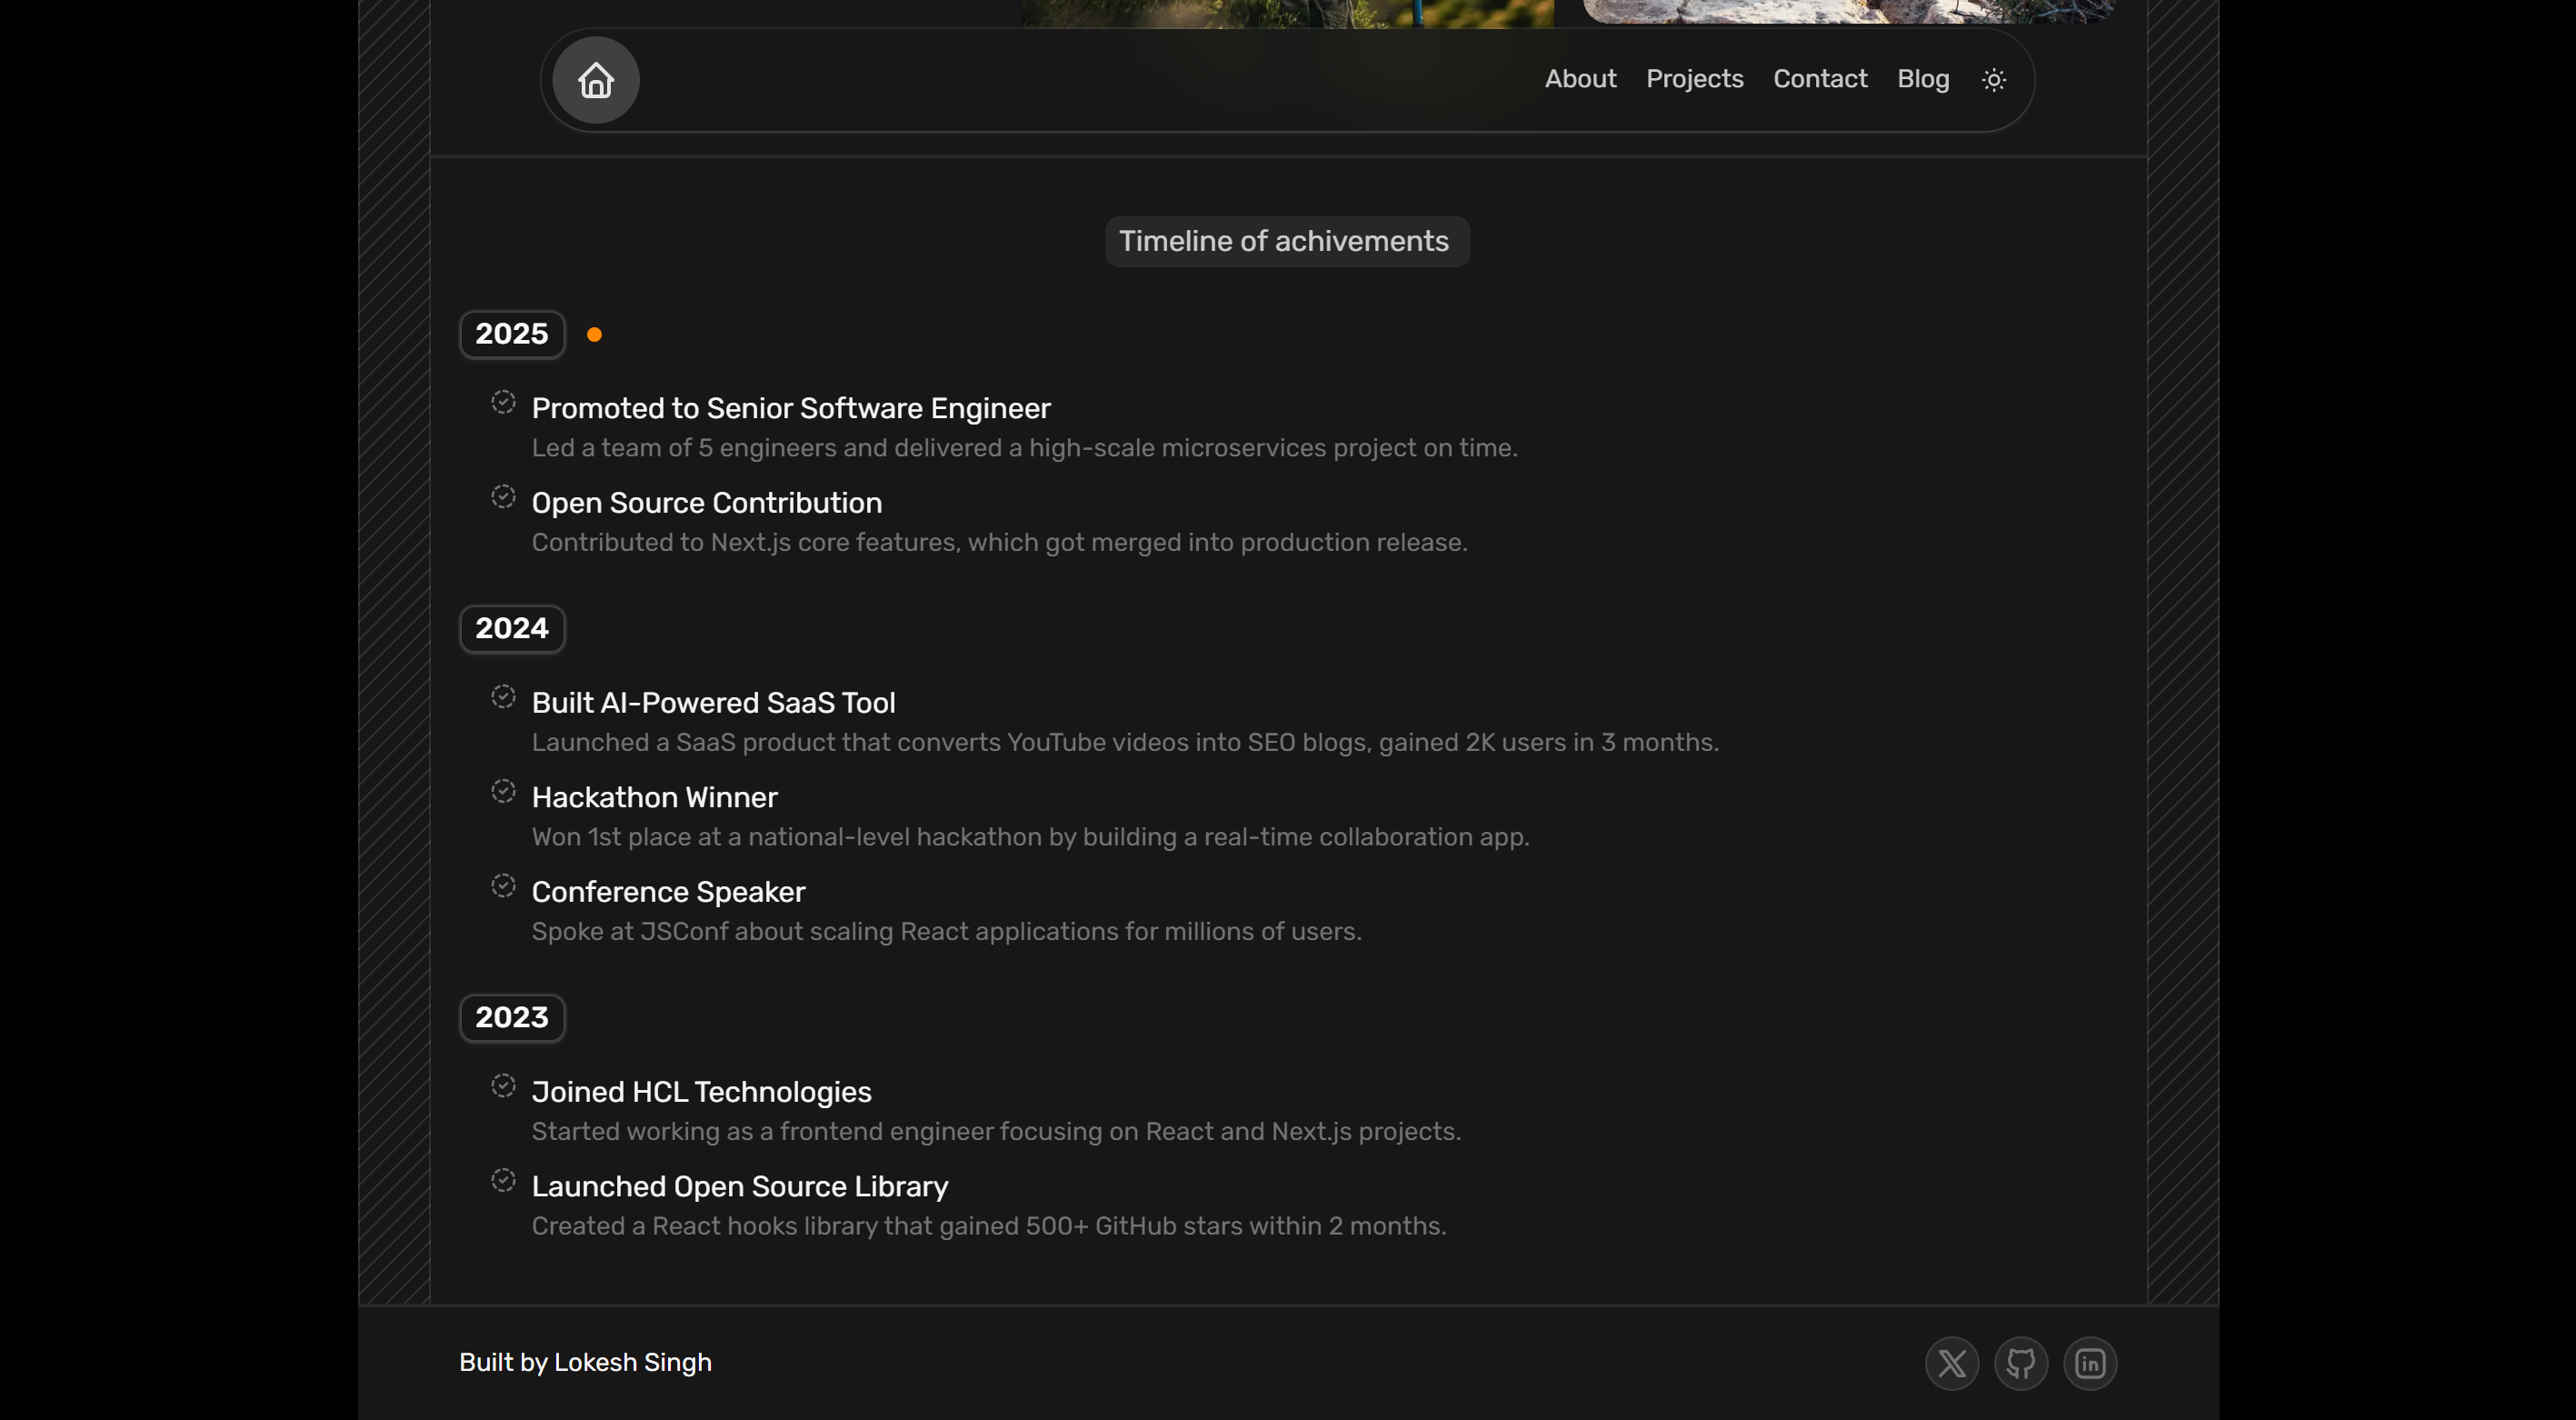 About Projects Contact Blog
Timeline of achivements
2025
Promoted to Senior Software Engineer
Led a team of 5 engineers and delivered a high-scale microservices project on time.
Open Source Contribution
Contributed to Next.js core features, which got merged into production release.
2024
Built AI-Powered SaaS Tool
Launched a SaaS product that converts YouTube videos into SEO blogs, gained 2K users in 3 months.
Hackathon Winner
Won 1st place at a national-level hackathon by building a real-time collaboration app.
Conference Speaker
Spoke at JSConf about scaling React applications for millions of users.
2023
Joined HCL Technologies
Started working as a frontend engineer focusing on React and Next.js projects.
Launched Open Source Library
Created a React hooks library that gained 500+ GitHub stars within 2 months.
Built by Lokesh Singh